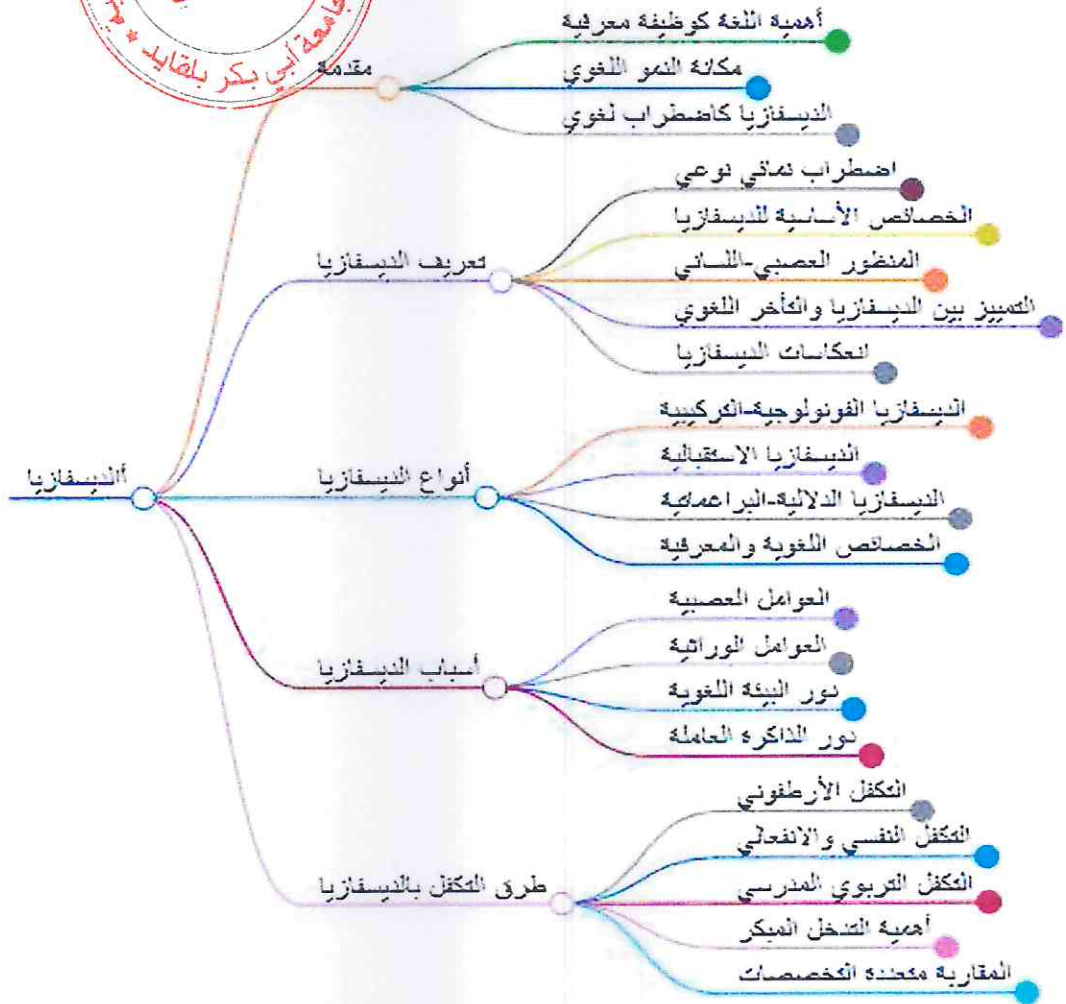 جامعة أبي بكر بلقايد
أهمية اللغة كوظيفة معرفية
مقدمة
مكانة النمو اللغوي
الديسفازيا كاضطراب لغوي
اضطراب نمائي نوعي
الخصائص الأساسية للديسفازيا
تعريف الديسفازيا
المنظور العصبي-اللساني
التمييز بين الديسفازيا والتأخر اللغوي
انعكاسات الديسفازيا
الديسفازيا الفونولوجية-التركيبية
الديسفازيا الاستقبالية
أالديسفازيا
أنواع الديسفازيا
الديسفازيا الدلالية-البراغماتية
الخصائص اللغوية والمعرفية
العوامل العصبية
العوامل الوراثية
أسباب الديسفازيا
دور البيئة اللغوية
دور الذاكرة العاملة
التكفل الأرطفوني
التكفل النفسي والانفعالي
طرق التكفل بالديسفازيا
التكفل التربوي المدرسي
أهمية التدخل المبكر
المقاربة متعددة التخصصات